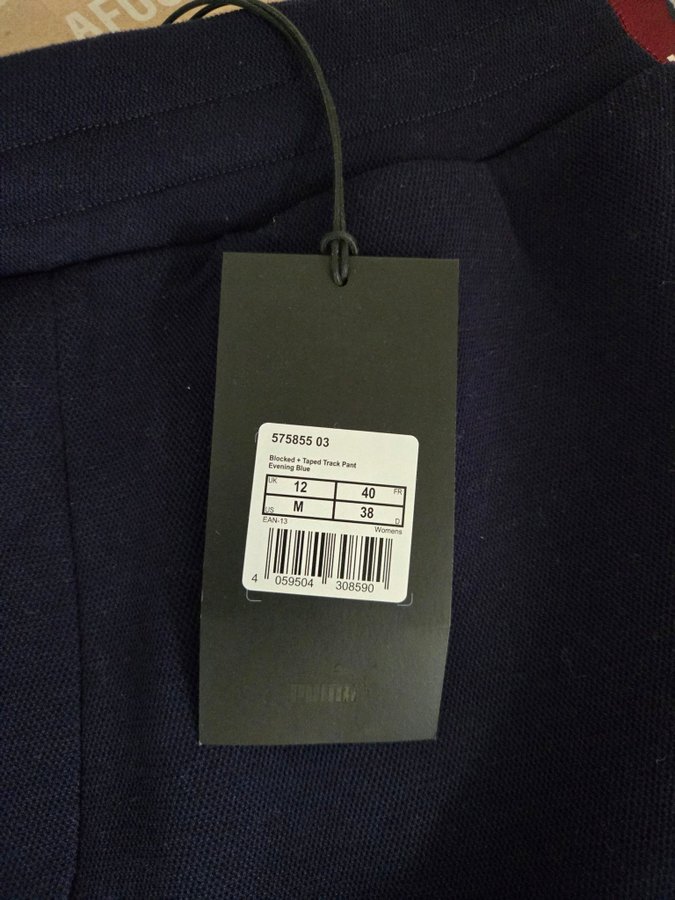 575855 03
Blocked + Taped Track Pant
Evening Blue
UK 12 40 FR
US M 38 D
EAN-13 Womens
4 059504 308590
PUMA